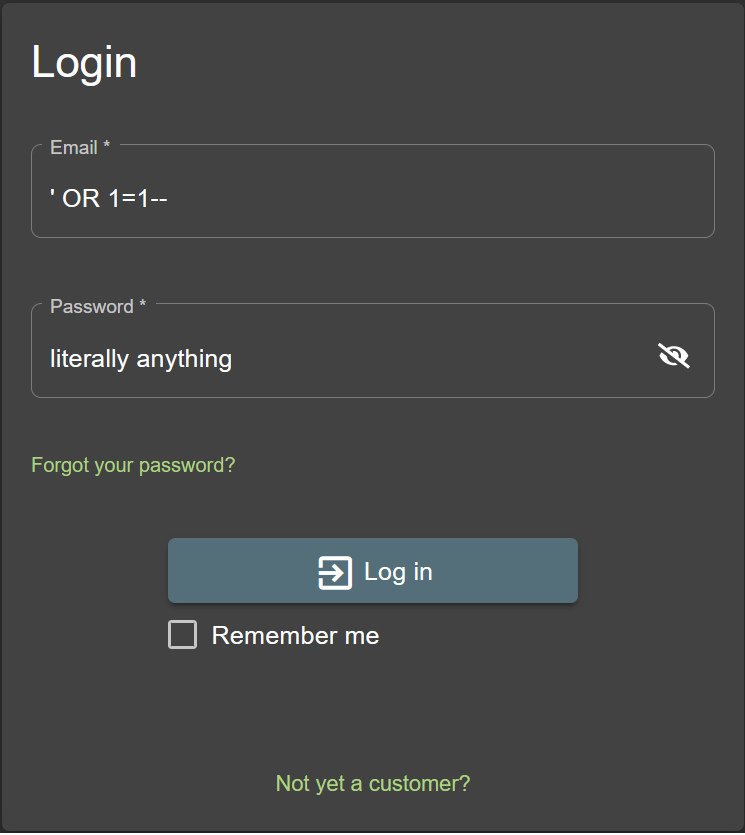 Login
Email *
' OR 1=1--
Password *
literally anything
Forgot your password?
Log in
Remember me
Not yet a customer?